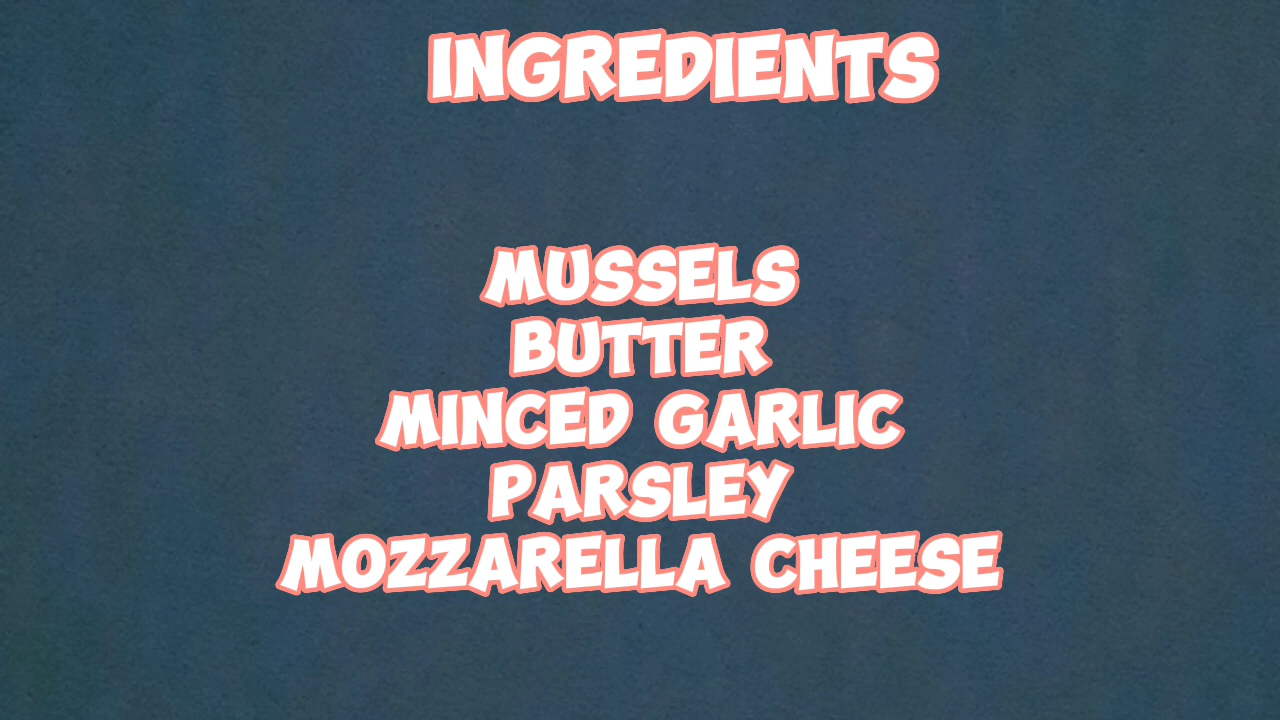 INGREDIENTS
MUSSELS
BUTTER
MINCED GARLIC
PARSLEY
MOZZARELLA CHEESE